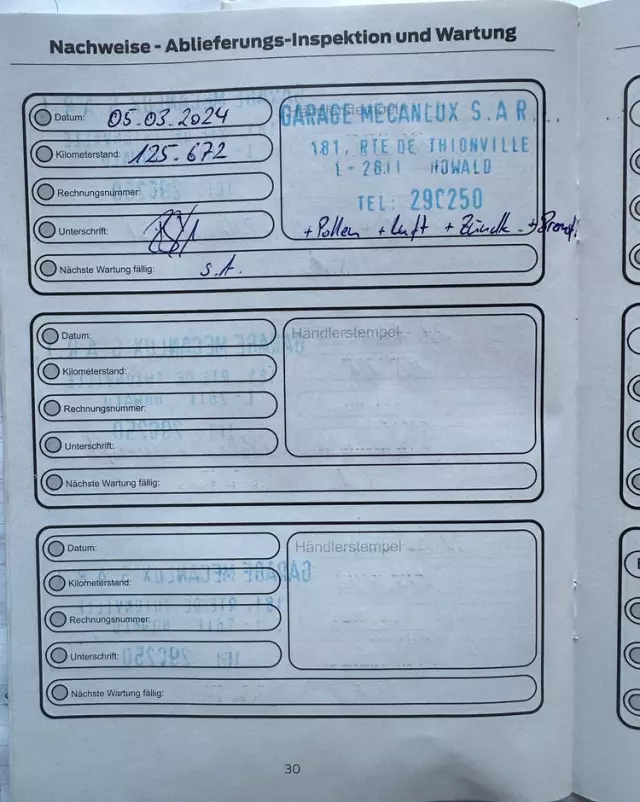 Nachweise - Ablieferungs-Inspektion und Wartung
Datum: 05.03.2024
Kilometerstand: 125.672
Rechnungsnummer:
Unterschrift:
GARAGE MECANLUX S.A R.
181, RTE DE THIONVILLE
L - 2611 HOWALD
TEL: 290250
+Pollen +Luft +Zündk. +Bremsf.
Nächste Wartung fällig: s.A.
Datum:
Kilometerstand:
Rechnungsnummer:
Unterschrift:
Händlerstempel
Nächste Wartung fällig:
Datum:
Kilometerstand:
Rechnungsnummer:
Unterschrift:
Händlerstempel
Nächste Wartung fällig:
30